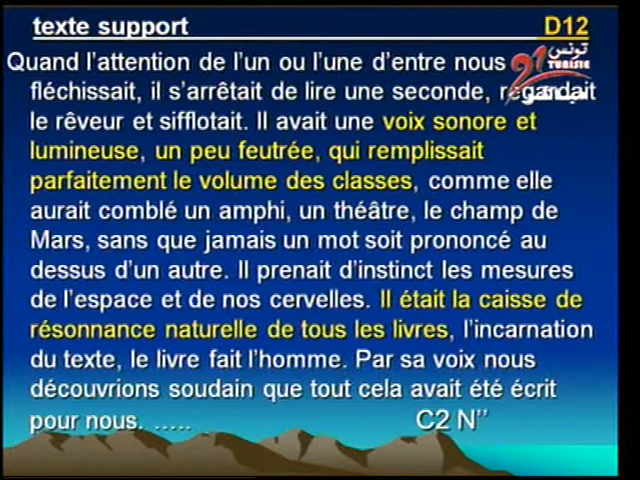 texte support D12
Quand l’attention de l’un ou l’une d’entre nous
fléchissait, il s’arrêtait de lire une seconde, regardait
le rêveur et sifflotait. Il avait une voix sonore et
lumineuse, un peu feutrée, qui remplissait
parfaitement le volume des classes, comme elle
aurait comblé un amphi, un théâtre, le champ de
Mars, sans que jamais un mot soit prononcé au
dessus d’un autre. Il prenait d’instinct les mesures
de l’espace et de nos cervelles. Il était la caisse de
résonnance naturelle de tous les livres, l’incarnation
du texte, le livre fait l’homme. Par sa voix nous
découvrions soudain que tout cela avait été écrit
pour nous. ….. C2 N’’
تونس
21
TUNISIE